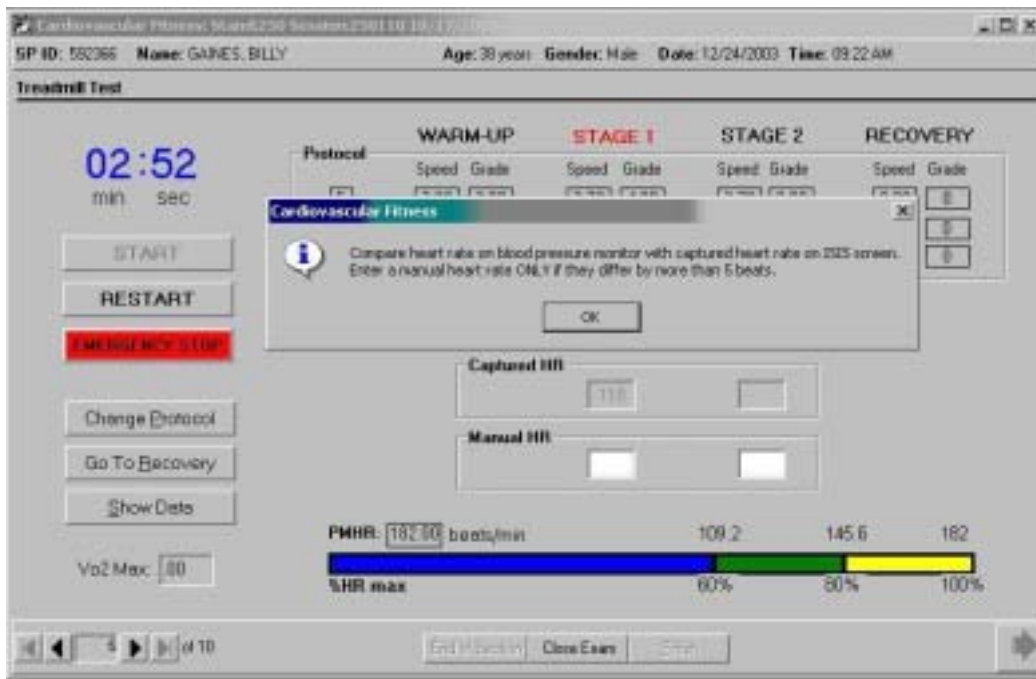 SP ID: 592366 Name: GAINES, BILLY Age: 38 years Gender: Male Date: 12/24/2003 Time: 09:22 AM
Treadmill Test
WARM-UP STAGE 1 STAGE 2 RECOVERY
02:52
Protocol
Speed Grade Speed Grade Speed Grade Speed Grade
min sec
Cardiovascular Fitness
START
Compare heart rate on blood pressure monitor with captured heart rate on ISIS screen.
Enter a manual heart rate ONLY if they differ by more than 5 beats.
RESTART
OK
EMERGENCY STOP
Captured HR
Change Protocol
Manual HR
Go To Recovery
Show Data
PMHR: 182.00 beats/min 109.2 145.6 182
Vo2 Max: .00
%HR max 60% 80% 100%
of 10
Close Exam